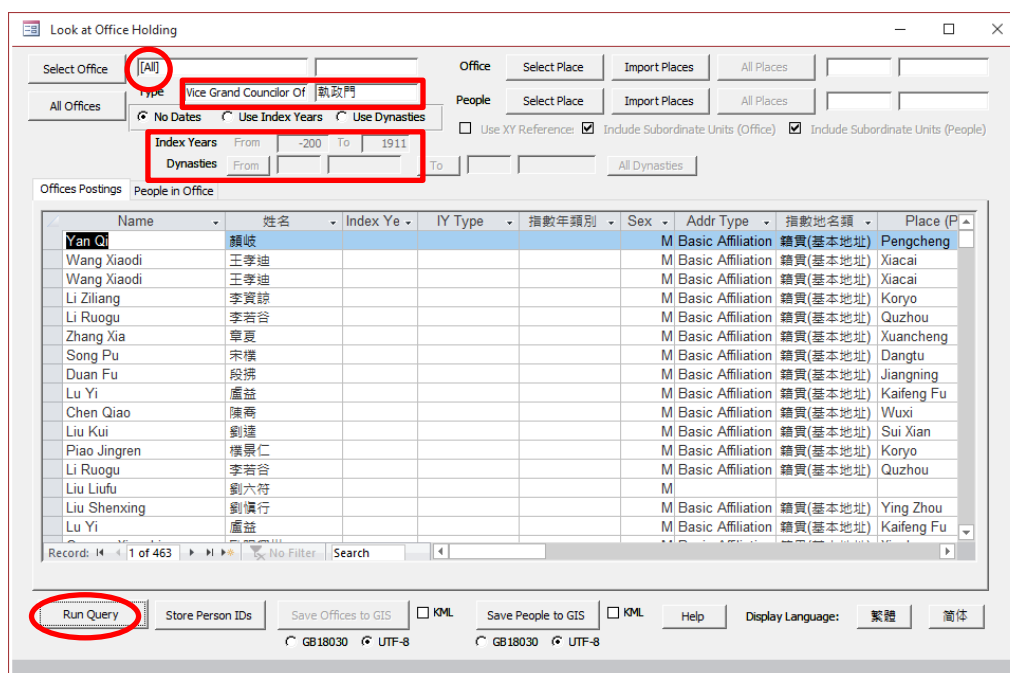 Look at Office Holding
Select Office [All] Office Select Place Import Places All Places
All Offices Type Vice Grand Councilor Of 執政門 People Select Place Import Places All Places
No Dates Use Index Years Use Dynasties Use XY Reference: Include Subordinate Units (Office) Include Subordinate Units (People)
Index Years From -200 To 1911
Dynasties From To All Dynasties
Offices Postings People in Office
Name 姓名 Index Ye IY Type 指數年類別 Sex Addr Type 指數地名類 Place (P
Yan Qi 顏岐 M Basic Affiliation 籍貫(基本地址) Pengcheng
Wang Xiaodi 王孝迪 M Basic Affiliation 籍貫(基本地址) Xiacai
Wang Xiaodi 王孝迪 M Basic Affiliation 籍貫(基本地址) Xiacai
Li Ziliang 李資諒 M Basic Affiliation 籍貫(基本地址) Koryo
Li Ruogu 李若谷 M Basic Affiliation 籍貫(基本地址) Quzhou
Zhang Xia 章夏 M Basic Affiliation 籍貫(基本地址) Xuancheng
Song Pu 宋樸 M Basic Affiliation 籍貫(基本地址) Dangtu
Duan Fu 段拂 M Basic Affiliation 籍貫(基本地址) Jiangning
Lu Yi 盧益 M Basic Affiliation 籍貫(基本地址) Kaifeng Fu
Chen Qiao 陳喬 M Basic Affiliation 籍貫(基本地址) Wuxi
Liu Kui 劉逵 M Basic Affiliation 籍貫(基本地址) Sui Xian
Piao Jingren 樸景仁 M Basic Affiliation 籍貫(基本地址) Koryo
Li Ruogu 李若谷 M Basic Affiliation 籍貫(基本地址) Quzhou
Liu Liufu 劉六符 M
Liu Shenxing 劉愼行 M Basic Affiliation 籍貫(基本地址) Ying Zhou
Lu Yi 盧益 M Basic Affiliation 籍貫(基本地址) Kaifeng Fu
Record: 1 of 463 No Filter Search
Run Query Store Person IDs Save Offices to GIS KML Save People to GIS KML Help Display Language: 繁體 简体
GB18030 UTF-8 GB18030 UTF-8